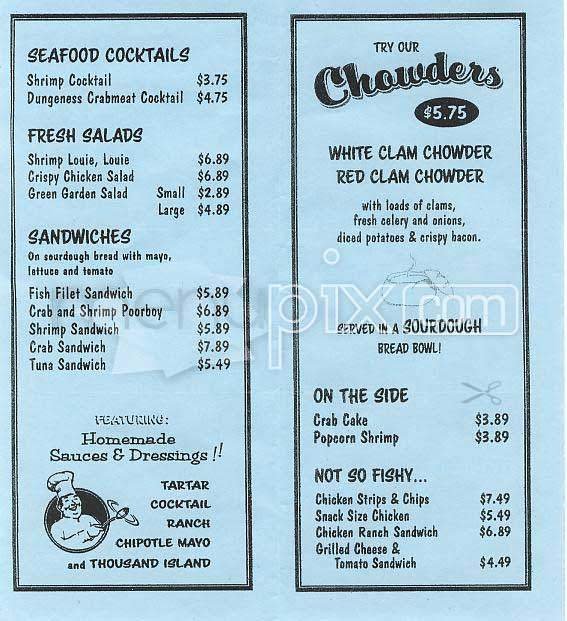 SEAFOOD COCKTAILS
Shrimp Cocktail $3.75
Dungeness Crabmeat Cocktail $4.75
FRESH SALADS
Shrimp Louie, Louie $6.89
Crispy Chicken Salad $6.89
Green Garden Salad Small $2.89
Large $4.89
SANDWICHES
On sourdough bread with mayo,
lettuce and tomato
Fish Filet Sandwich $5.89
Crab and Shrimp Poorboy $6.89
Shrimp Sandwich $5.89
Crab Sandwich $7.89
Tuna Sandwich $5.49
FEATURING:
Homemade
Sauces & Dressings !!
TARTAR
COCKTAIL
RANCH
CHIPOTLE MAYO
and THOUSAND ISLAND
TRY OUR
Chowders
$5.75
WHITE CLAM CHOWDER
RED CLAM CHOWDER
with loads of clams,
fresh celery and onions,
diced potatoes & crispy bacon.
menupix.com
SERVED IN A SOURDOUGH
BREAD BOWL!
ON THE SIDE
Crab Cake $3.89
Popcorn Shrimp $3.89
NOT SO FISHY...
Chicken Strips & Chips $7.49
Snack Size Chicken $5.49
Chicken Ranch Sandwich $6.89
Grilled Cheese &
Tomato Sandwich $4.49